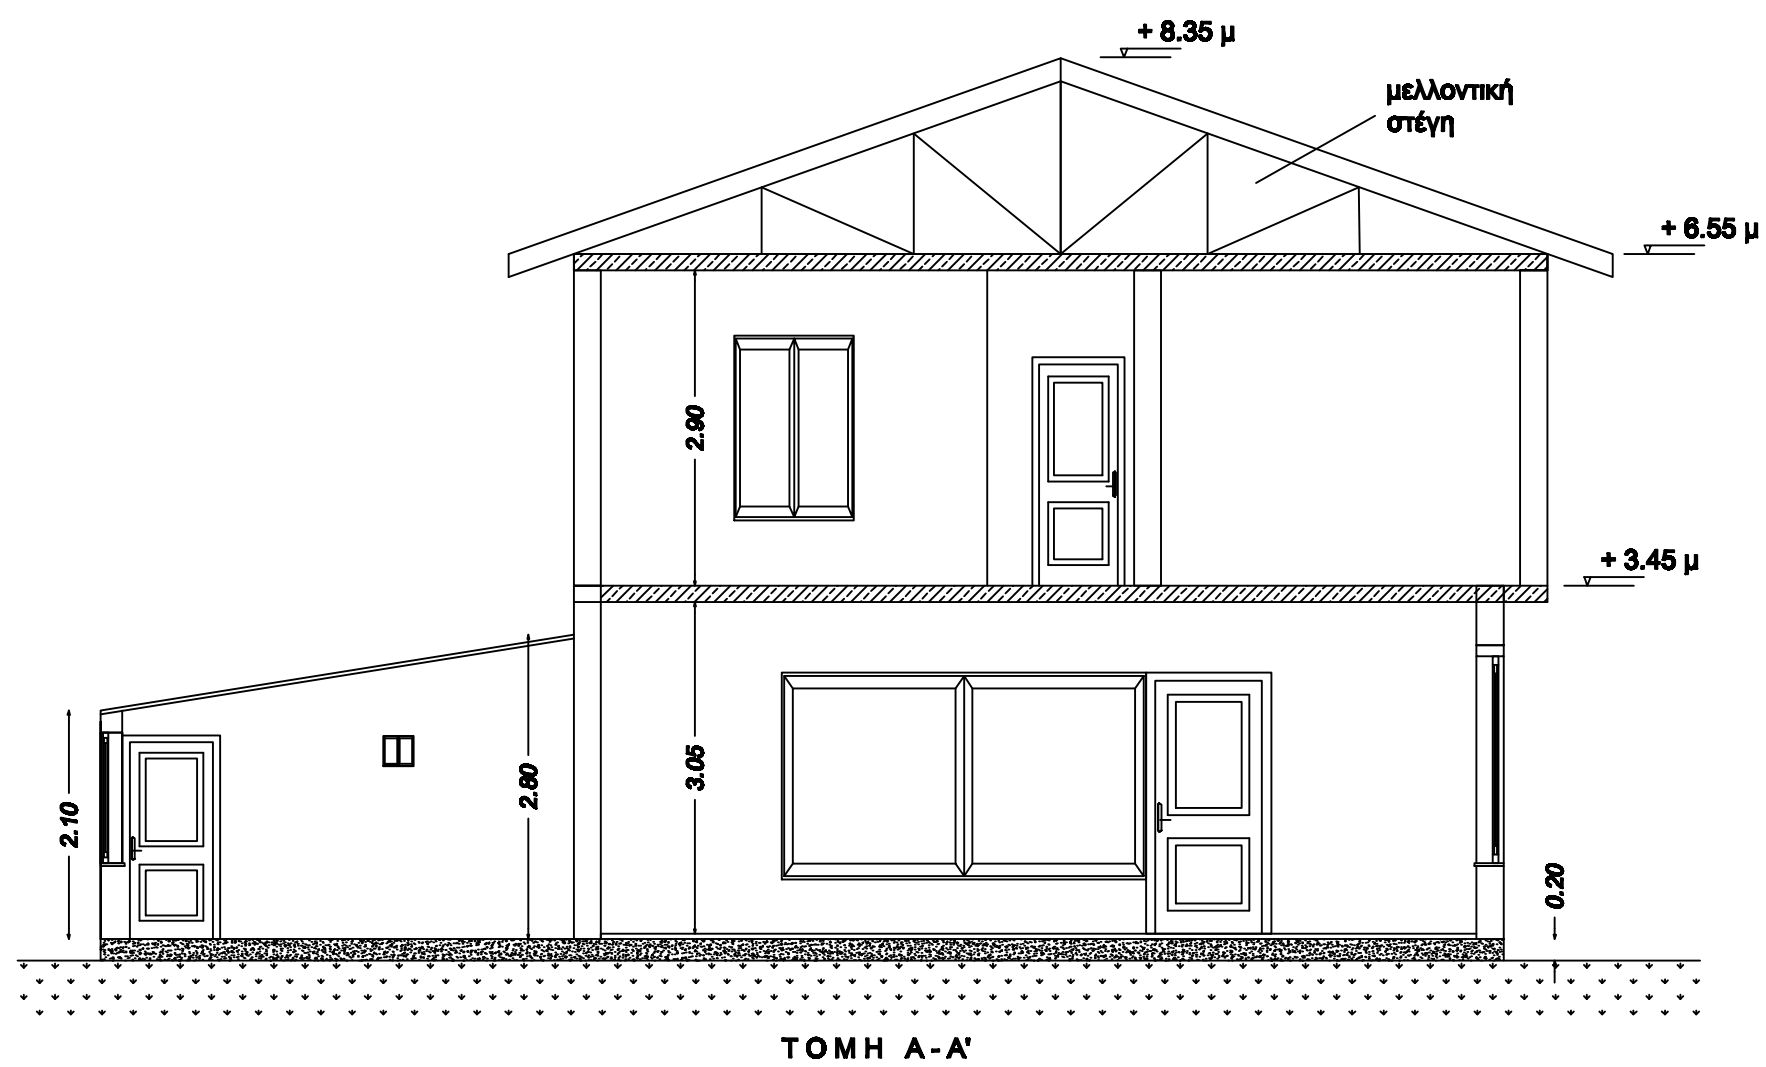 + 8.35 μ
μελλοντική
στέγη
+ 6.55 μ
2.90
+ 3.45 μ
3.05
2.80
2.10
0.20
ΤΟΜΗ Α-Α'